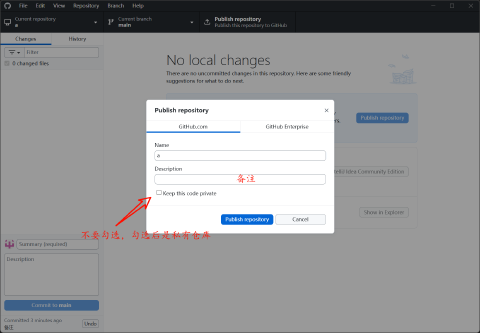 File Edit View Repository Branch Help
Current repository
a
Current branch
main
Publish repository
Publish this repository to GitHub
Changes
History
Filter
0 changed files
No local changes
There are no uncommitted changes in this repository. Here are some friendly
suggestions for what to do next.
Publish repository
Community Edition
Show in Explorer
Publish repository
GitHub.com
GitHub Enterprise
Name
a
Description
备注
Keep this code private
不要勾选，勾选后是私有仓库
Publish repository
Cancel
Summary (required)
Description
Commit to main
Committed 2 minutes ago
备注
Undo